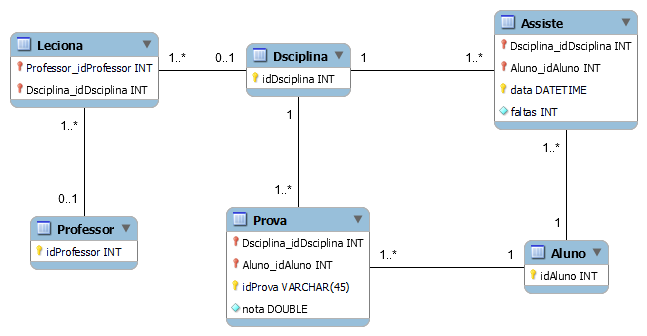 Leciona
Professor_idProfessor INT
Dsciplina_idDsciplina INT
1..*
0..1
Dsciplina
idDsciplina INT
1
1..*
Assiste
Dsciplina_idDsciplina INT
Aluno_idAluno INT
data DATETIME
faltas INT
1..*
0..1
1
1..*
1..*
1
Professor
idProfessor INT
Prova
Dsciplina_idDsciplina INT
Aluno_idAluno INT
idProva VARCHAR(45)
nota DOUBLE
1..*
1
Aluno
idAluno INT